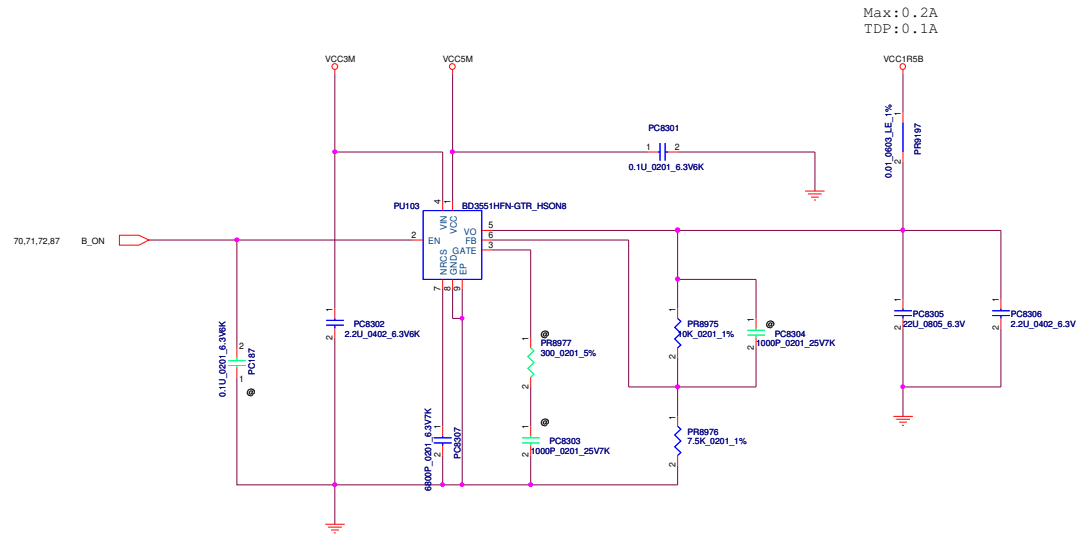 Max:0.2A
TDP:0.1A
VCC3M
VCC5M
VCC1R5B
PC8301
1
2
0.1U_0201_6.3V6K
1
2
0.01_0603_LE_1%
PR9197
PU103
BD3551HFN-GTR_HSON8
4
1
VIN
VCC
VO
5
FB
6
GATE
3
2
EN
NRCS
GND
EP
7
8
9
70,71,72,87
B_ON
1
2
PC8302
2.2U_0402_6.3V6K
0.1U_0201_6.3V6K
2
1
PC187
@
@
1
2
PR8977
300_0201_5%
1
2
PR8975
10K_0201_1%
@
1
2
PC8304
1000P_0201_25V7K
1
2
PC8305
22U_0805_6.3V
1
2
PC8306
2.2U_0402_6.3V
6800P_0201_6.3V7K
1
2
PC8307
@
1
2
PC8303
1000P_0201_25V7K
1
2
PR8976
7.5K_0201_1%